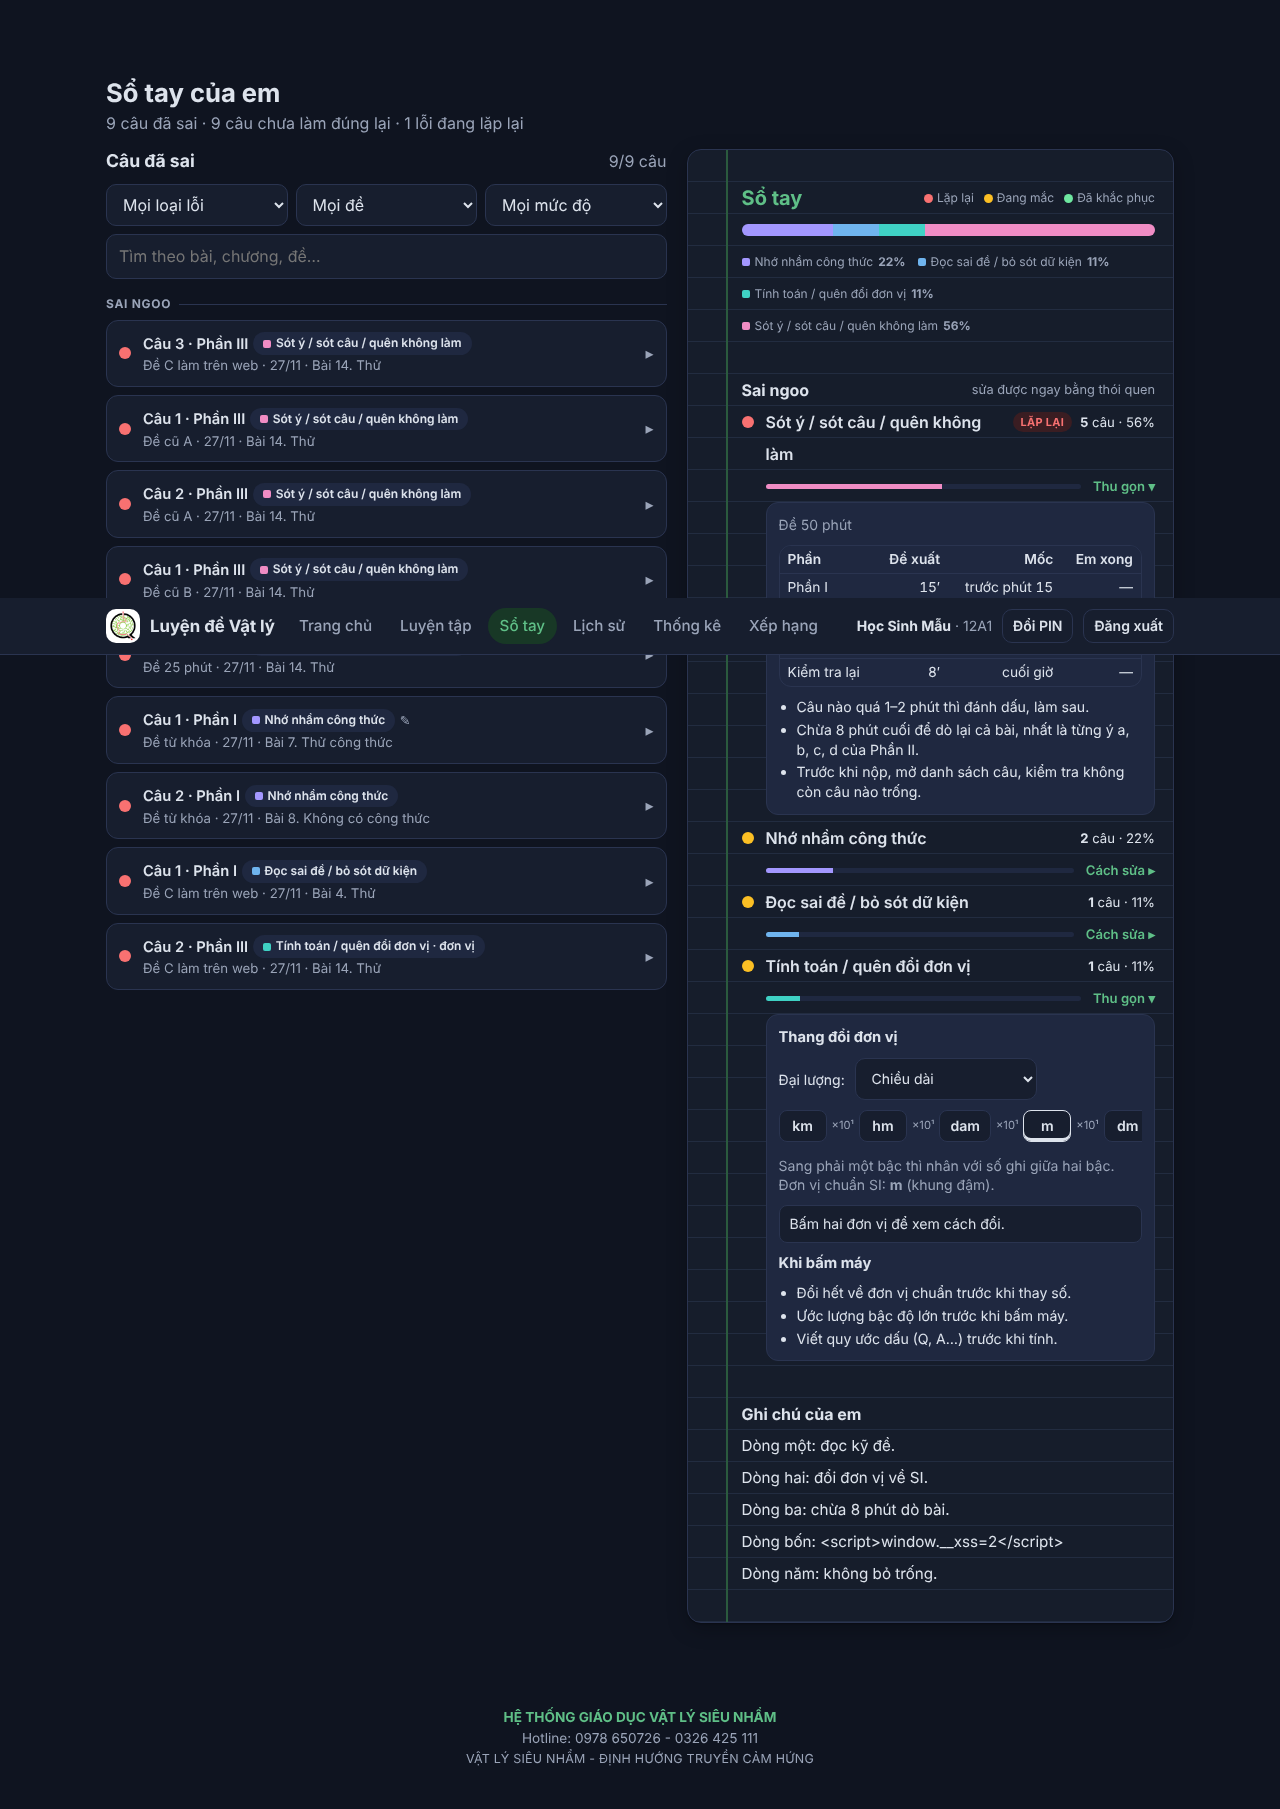 Sổ tay của em
9 câu đã sai · 9 câu chưa làm đúng lại · 1 lỗi đang lặp lại
Câu đã sai
9/9 câu
Mọi loại lỗi
Mọi đề
Mọi mức độ
Tìm theo bài, chương, đề...
SAI NGOO
Câu 3 · Phần III Sót ý / sót câu / quên không làm
Đề C làm trên web · 27/11 · Bài 14. Thử
Câu 1 · Phần III Sót ý / sót câu / quên không làm
Đề cũ A · 27/11 · Bài 14. Thử
Câu 2 · Phần III Sót ý / sót câu / quên không làm
Đề cũ A · 27/11 · Bài 14. Thử
Câu 1 · Phần III Sót ý / sót câu / quên không làm
Đề cũ B · 27/11 · Bài 14. Thử
Luyện đề Vật lý Trang chủ Luyện tập Sổ tay Lịch sử Thống kê Xếp hạng Học Sinh Mẫu · 12A1 Đổi PIN Đăng xuất
Đề 25 phút · 27/11 · Bài 14. Thử
Câu 1 · Phần I Nhớ nhầm công thức ✎
Đề từ khóa · 27/11 · Bài 7. Thử công thức
Câu 2 · Phần I Nhớ nhầm công thức
Đề từ khóa · 27/11 · Bài 8. Không có công thức
Câu 1 · Phần I Đọc sai đề / bỏ sót dữ kiện
Đề C làm trên web · 27/11 · Bài 4. Thử
Câu 2 · Phần III Tính toán / quên đổi đơn vị · đơn vị
Đề C làm trên web · 27/11 · Bài 14. Thử
Sổ tay
Lặp lại Đang mắc Đã khắc phục
Nhớ nhầm công thức 22% Đọc sai đề / bỏ sót dữ kiện 11%
Tính toán / quên đổi đơn vị 11%
Sót ý / sót câu / quên không làm 56%
Sai ngoo
sửa được ngay bằng thói quen
Sót ý / sót câu / quên không làm
LẶP LẠI 5 câu · 56%
Thu gọn ▾
Đề 50 phút
Phần Đề xuất Mốc Em xong
Phần I 15′ trước phút 15 —
Kiểm tra lại 8′ cuối giờ —
• Câu nào quá 1–2 phút thì đánh dấu, làm sau.
• Chừa 8 phút cuối để dò lại cả bài, nhất là từng ý a,
b, c, d của Phần II.
• Trước khi nộp, mở danh sách câu, kiểm tra không
còn câu nào trống.
Nhớ nhầm công thức 2 câu · 22%
Cách sửa ▸
Đọc sai đề / bỏ sót dữ kiện 1 câu · 11%
Cách sửa ▸
Tính toán / quên đổi đơn vị 1 câu · 11%
Thu gọn ▾
Thang đổi đơn vị
Đại lượng: Chiều dài
km ×10¹ hm ×10¹ dam ×10¹ m ×10¹ dm
Sang phải một bậc thì nhân với số ghi giữa hai bậc.
Đơn vị chuẩn SI: m (khung đậm).
Bấm hai đơn vị để xem cách đổi.
Khi bấm máy
• Đổi hết về đơn vị chuẩn trước khi thay số.
• Ước lượng bậc độ lớn trước khi bấm máy.
• Viết quy ước dấu (Q, A...) trước khi tính.
Ghi chú của em
Dòng một: đọc kỹ đề.
Dòng hai: đổi đơn vị về SI.
Dòng ba: chừa 8 phút dò bài.
Dòng bốn: <script>window.__xss=2</script>
Dòng năm: không bỏ trống.
HỆ THỐNG GIÁO DỤC VẬT LÝ SIÊU NHẨM
Hotline: 0978 650726 - 0326 425 111
VẬT LÝ SIÊU NHẨM - ĐỊNH HƯỚNG TRUYỀN CẢM HỨNG